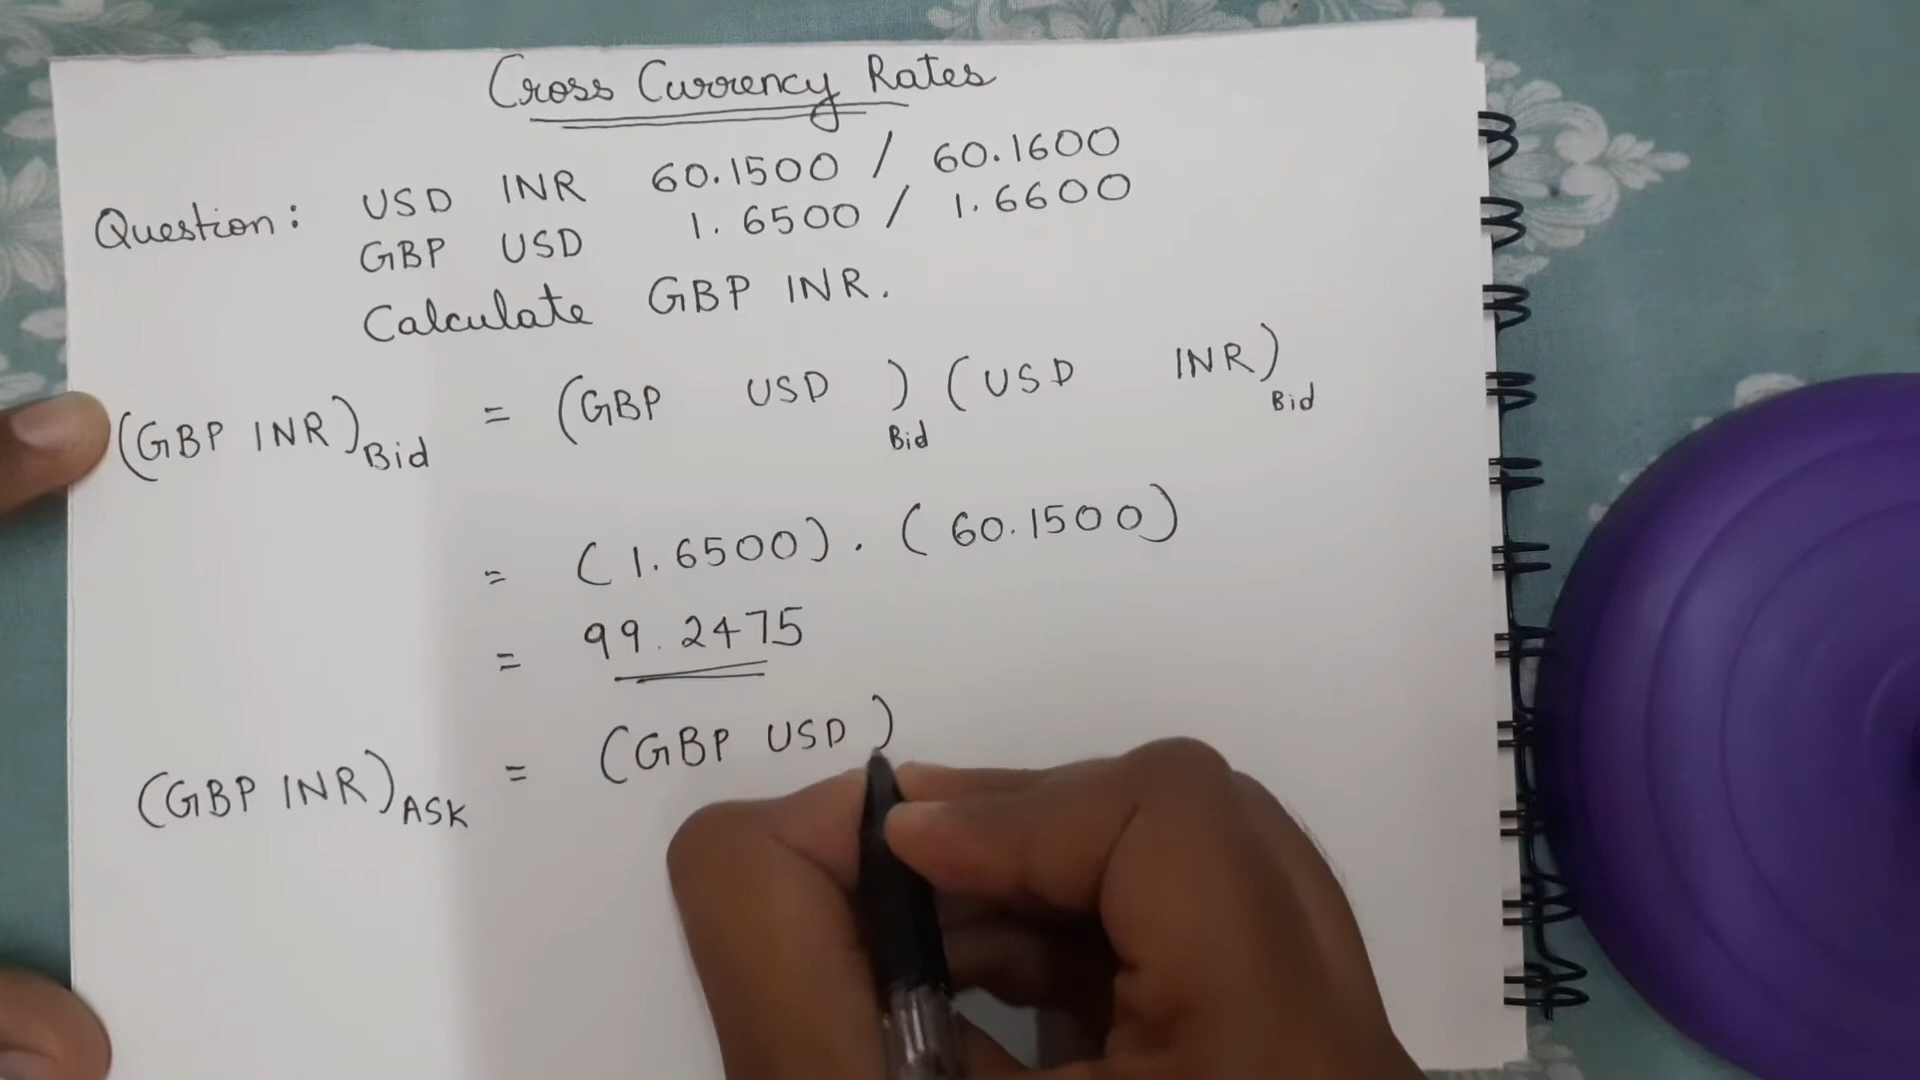 Cross Currency Rates
Question: USD INR 60.1500 / 60.1600
GBP USD 1.6500 / 1.6600
Calculate GBP INR.
(GBP INR)Bid = (GBP USD )Bid (USD INR)Bid
= (1.6500) . (60.1500)
= 99.2475
(GBP INR)ASK = (GBP USD )